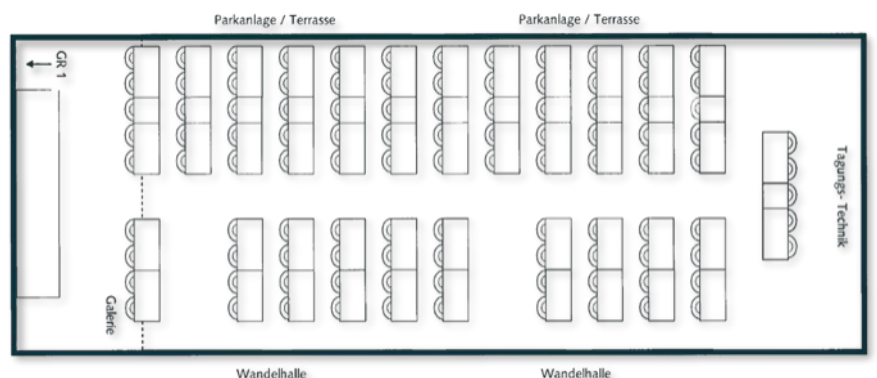 Parkanlage / Terrasse
Parkanlage / Terrasse
GR 1
Tagungs- Technik
Galerie
Wandelhalle
Wandelhalle